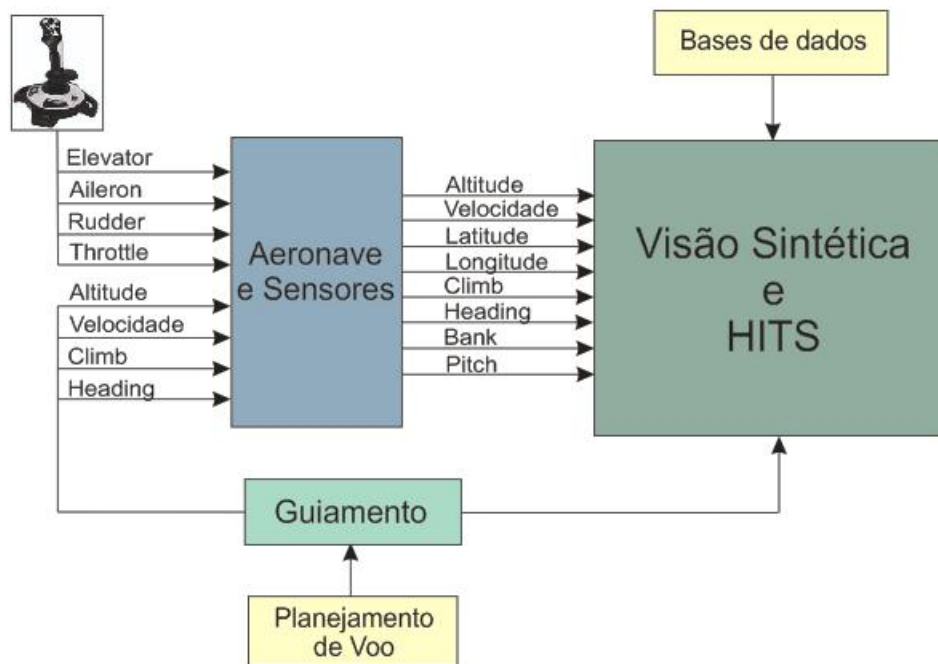 Bases de dados
Elevator
Aileron
Rudder
Throttle
Altitude
Velocidade
Climb
Heading
Aeronave
e Sensores
Altitude
Velocidade
Latitude
Longitude
Climb
Heading
Bank
Pitch
Visão Sintética
e
HITS
Guiamento
Planejamento
de Voo